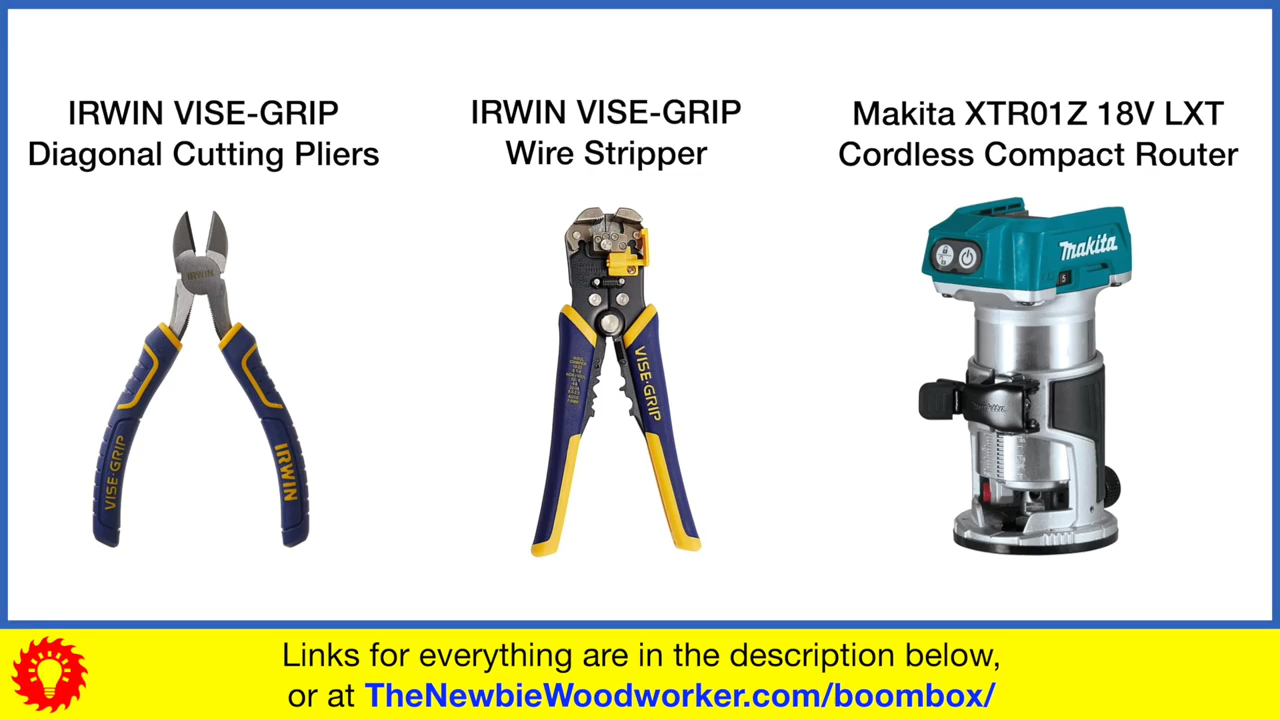 IRWIN VISE-GRIP
Diagonal Cutting Pliers
IRWIN VISE-GRIP
Wire Stripper
Makita XTR01Z 18V LXT
Cordless Compact Router
IRWIN
VISE-GRIP
IRWIN
VISE-GRIP
makita
5
Makita
Links for everything are in the description below,
or at TheNewbieWoodworker.com/boombox/